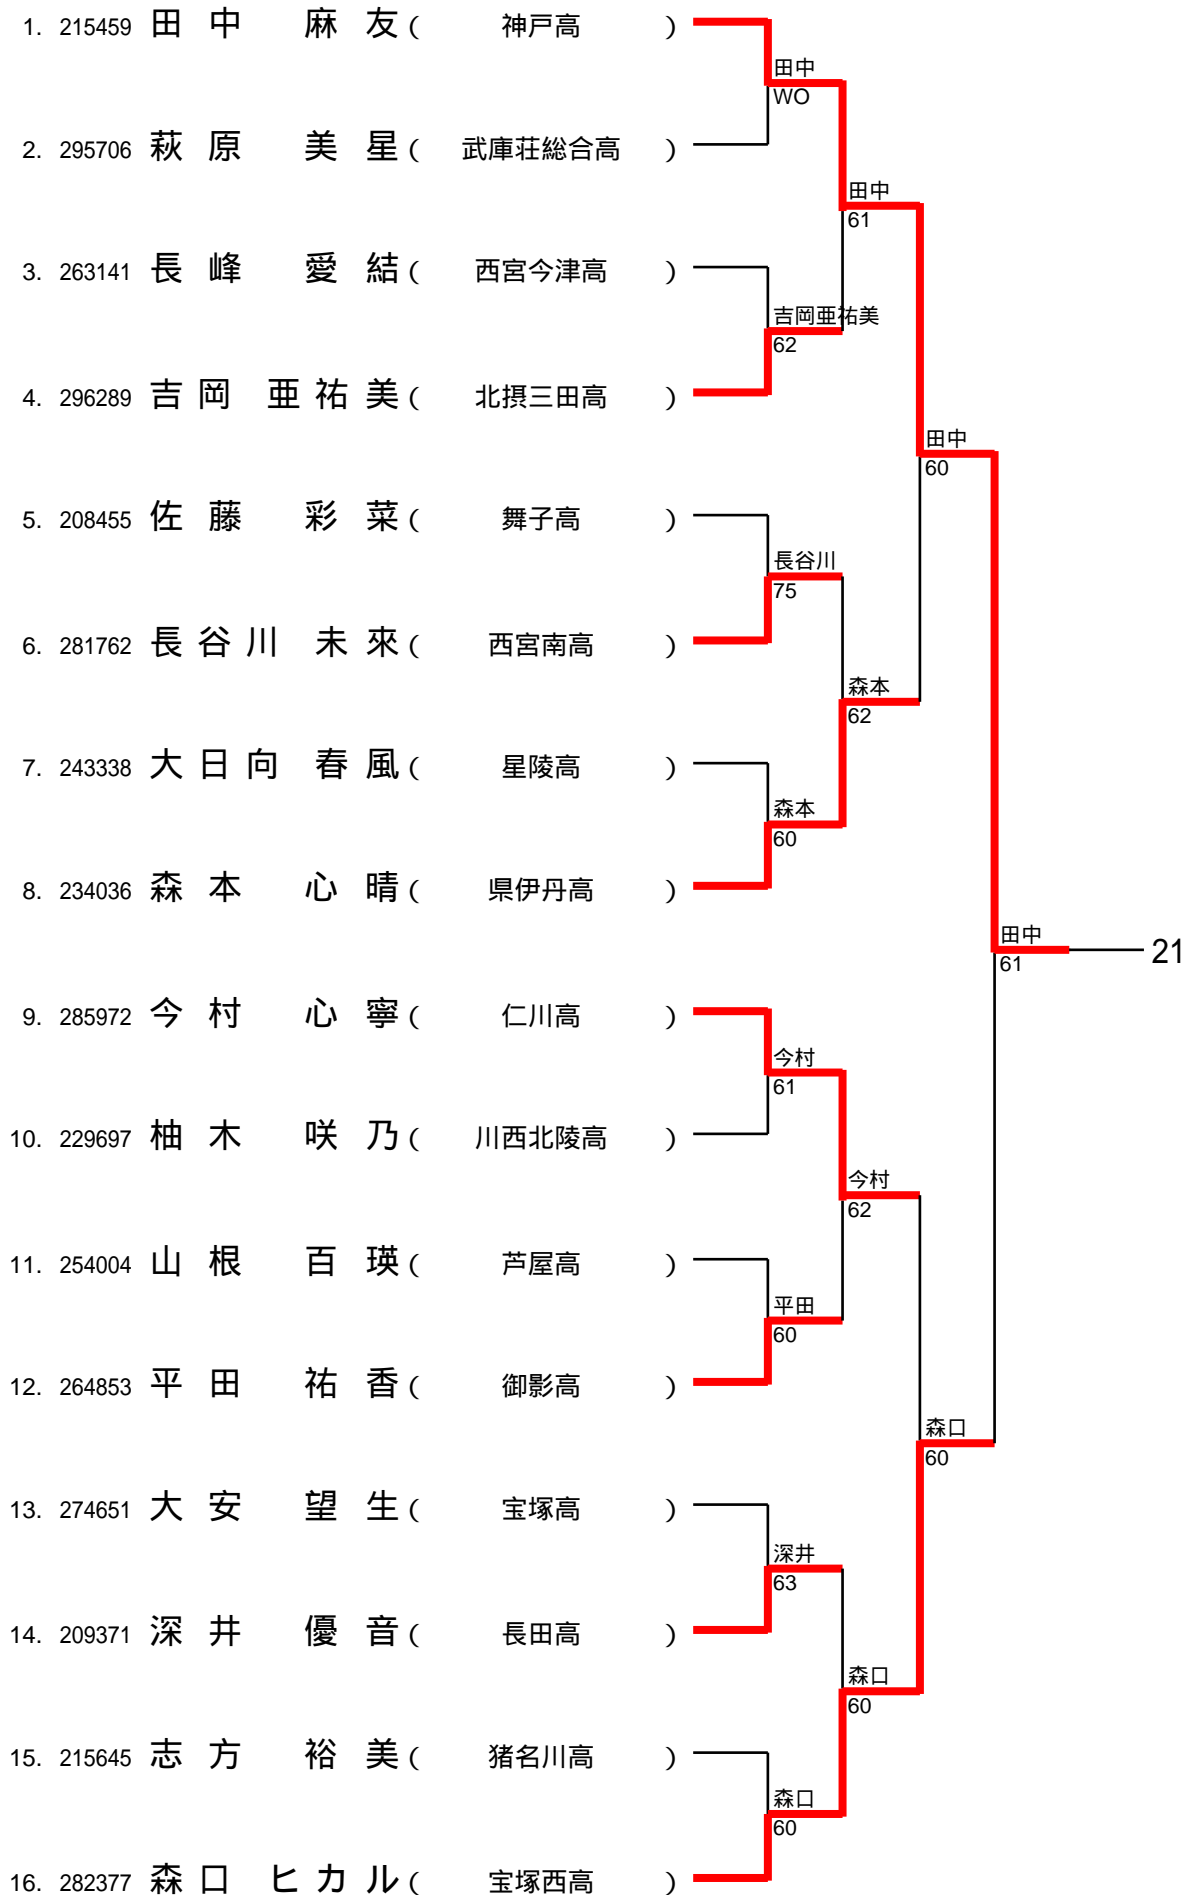 1. 215459 田中 麻友 ( 神戸高 )
田中
WO
2. 295706 萩原 美星 ( 武庫荘総合高 )
田中
61
3. 263141 長峰 愛結 ( 西宮今津高 )
吉岡亜祐美
62
4. 296289 吉岡 亜祐美 ( 北摂三田高 )
田中
60
5. 208455 佐藤 彩菜 ( 舞子高 )
長谷川
75
6. 281762 長谷川 未來 ( 西宮南高 )
森本
62
7. 243338 大日向 春風 ( 星陵高 )
森本
60
8. 234036 森本 心晴 ( 県伊丹高 )
田中
61
21
9. 285972 今村 心寧 ( 仁川高 )
今村
61
10. 229697 柚木 咲乃 ( 川西北陵高 )
今村
62
11. 254004 山根 百瑛 ( 芦屋高 )
平田
60
12. 264853 平田 祐香 ( 御影高 )
森口
60
13. 274651 大安 望生 ( 宝塚高 )
深井
63
14. 209371 深井 優音 ( 長田高 )
森口
60
15. 215645 志方 裕美 ( 猪名川高 )
森口
60
16. 282377 森口 ヒカル ( 宝塚西高 )